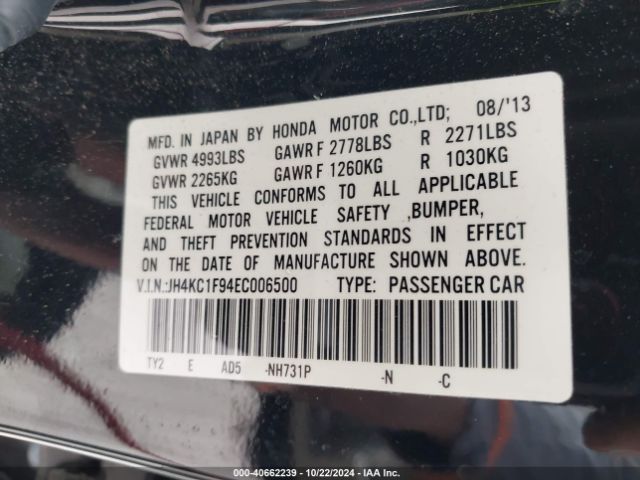 MFD. IN JAPAN BY HONDA MOTOR CO.,LTD; 08/'13
GVWR 4993LBS GAWR F 2778LBS R 2271LBS
GVWR 2265KG GAWR F 1260KG R 1030KG
THIS VEHICLE CONFORMS TO ALL APPLICABLE
FEDERAL MOTOR VEHICLE SAFETY ,BUMPER,
AND THEFT PREVENTION STANDARDS IN EFFECT
ON THE DATE OF MANUFACTURE SHOWN ABOVE.
V.I.N.:JH4KC1F94EC006500 TYPE: PASSENGER CAR
TY2 E AD5 -NH731P -N -C
000-40662239 - 10/22/2024 - IAA Inc.